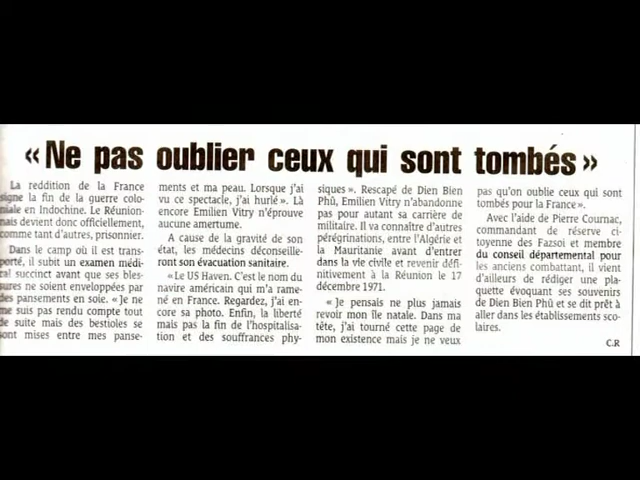 « Ne pas oublier ceux qui sont tombés »
La reddition de la France
signe la fin de la guerre colo-
niale en Indochine. Le Réunion-
nais devient donc officiellement,
comme tant d'autres, prisonnier.
Dans le camp où il est trans-
porté, il subit un examen médi-
cal succinct avant que ses bles-
sures ne soient enveloppées par
des pansements en soie. « Je ne
me suis pas rendu compte tout
de suite mais des bestioles se
sont mises entre mes panse-
ments et ma peau. Lorsque j'ai
vu ce spectacle, j'ai hurlé ». Là
encore Emilien Vitry n'éprouve
aucune amertume.
A cause de la gravité de son
état, les médecins déconseille-
ront son évacuation sanitaire.
« Le US Haven. C'est le nom du
navire américain qui m'a rame-
né en France. Regardez, j'ai en-
core sa photo. Enfin, la liberté
mais pas la fin de l'hospitalisa-
tion et des souffrances phy-
siques ». Rescapé de Dien Bien
Phû, Emilien Vitry n'abandonne
pas pour autant sa carrière de
militaire. Il va connaître d'autres
pérégrinations, entre l'Algérie et
la Mauritanie avant d'entrer
dans la vie civile et revenir défi-
nitivement à la Réunion le 17
décembre 1971.
« Je pensais ne plus jamais
revoir mon île natale. Dans ma
tête, j'ai tourné cette page de
mon existence mais je ne veux
pas qu'on oublie ceux qui sont
tombés pour la France ».
Avec l'aide de Pierre Cournac,
commandant de réserve ci-
toyenne des Fazsoi et membre
du conseil départemental pour
les anciens combattant, il vient
d'ailleurs de rédiger une pla-
quette évoquant ses souvenirs
de Dien Bien Phû et se dit prêt à
aller dans les établissements sco-
laires.
C.R